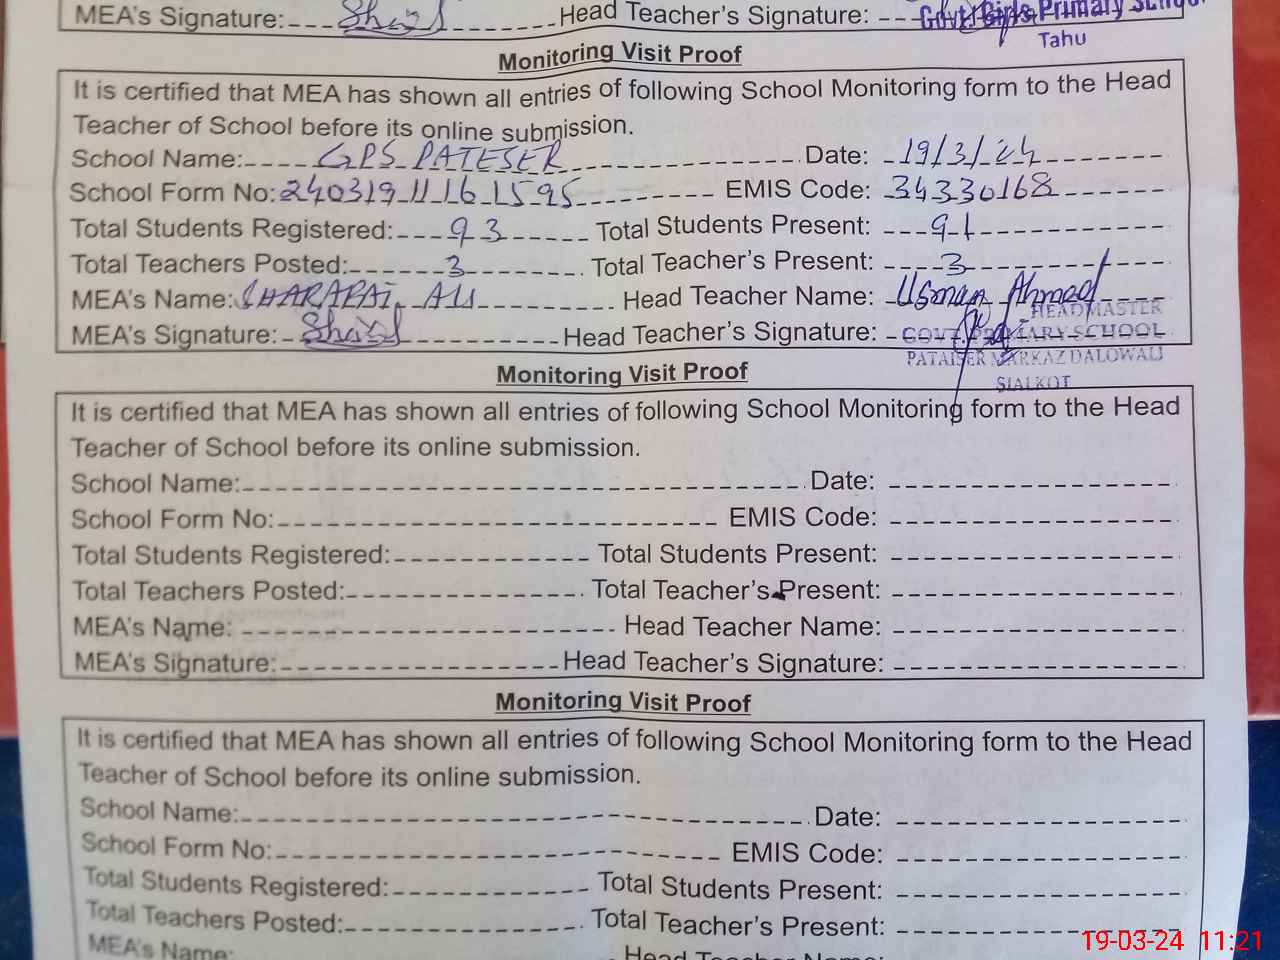 MEA's Signature: Head Teacher's Signature: Govt Girls Primary School
Tahu
Monitoring Visit Proof
It is certified that MEA has shown all entries of following School Monitoring form to the Head
Teacher of School before its online submission.
School Name: GPS PATESER Date: 19/3/24
School Form No: 24031911161595 EMIS Code: 34330168
Total Students Registered: 93 Total Students Present: 91
Total Teachers Posted: 3 Total Teacher's Present: 3
MEA's Name: ALI Head Teacher Name: Usman Ahmad
HEADMASTER
MEA's Signature: Head Teacher's Signature: GOVT. PRIMARY SCHOOL
PATAISER MARKAZ DALOWALI
SIALKOT
Monitoring Visit Proof
It is certified that MEA has shown all entries of following School Monitoring form to the Head
Teacher of School before its online submission.
School Name: Date:
School Form No: EMIS Code:
Total Students Registered: Total Students Present:
Total Teachers Posted: Total Teacher's Present:
MEA's Name: Head Teacher Name:
MEA's Signature: Head Teacher's Signature:
Monitoring Visit Proof
It is certified that MEA has shown all entries of following School Monitoring form to the Head
Teacher of School before its online submission.
School Name: Date:
School Form No: EMIS Code:
Total Students Registered: Total Students Present:
Total Teachers Posted: Total Teacher's Present:
MEA's Name: Head Teacher Name:
19-03-24 11:21